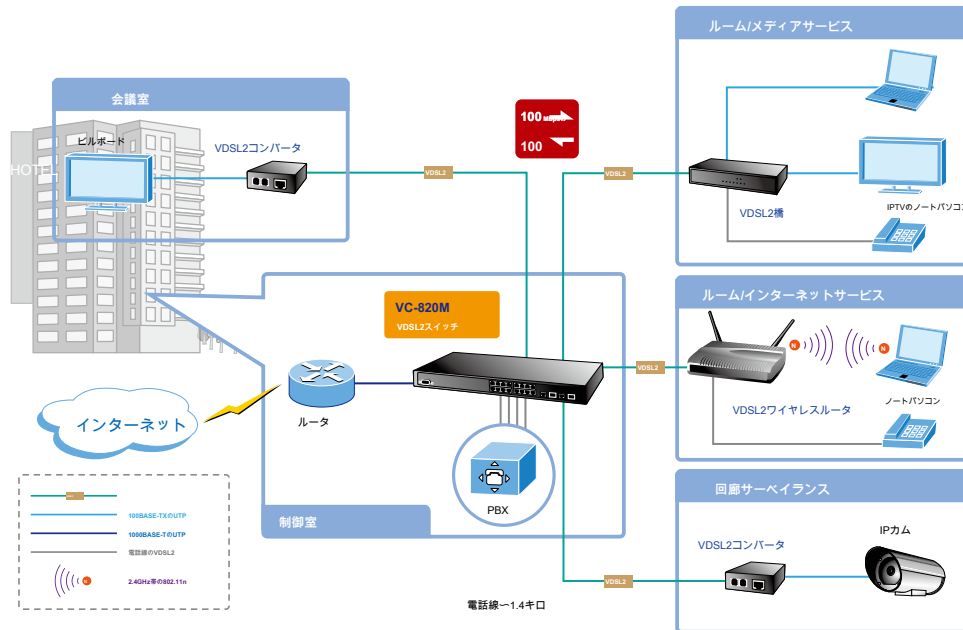 ルーム/メディアサービス
会議室
ビルボード
VDSL2コンバータ
HOTEL
100 Mbps
100
VDSL2
VDSL2
VDSL2橋
IPTVのノートパソコン
VC-820M
VDSL2スイッチ
ルーム/インターネットサービス
N
N
VDSL2
ルータ
VDSL2ワイヤレスルータ
ノートパソコン
インターネット
PBX
制御室
回廊サーベイランス
VDSL2コンバータ
IPカム
VDSL2
100BASE-TXのUTP
1000BASE-TのUTP
電話線のVDSL2
N
2.4GHz帯の802.11n
電話線〜1.4キロ